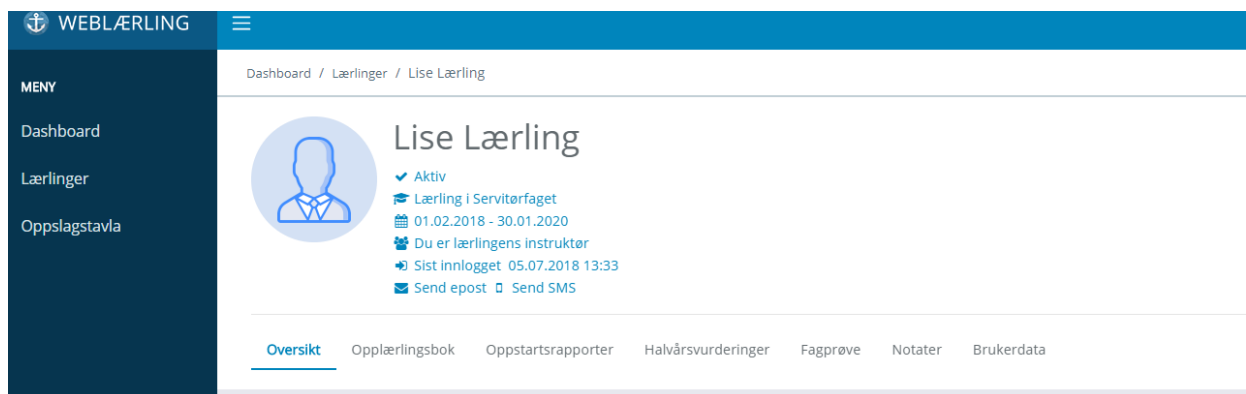 WEBLÆRLING
MENY
Dashboard
Lærlinger
Oppslagstavla
Dashboard / Lærlinger / Lise Lærling
Lise Lærling
Aktiv
Lærling i Servitørfaget
01.02.2018 - 30.01.2020
Du er lærlingens instruktør
Sist innlogget 05.07.2018 13:33
Send epost Send SMS
Oversikt Opplæringsbok Oppstartsrapporter Halvårsvurderinger Fagprøve Notater Brukerdata